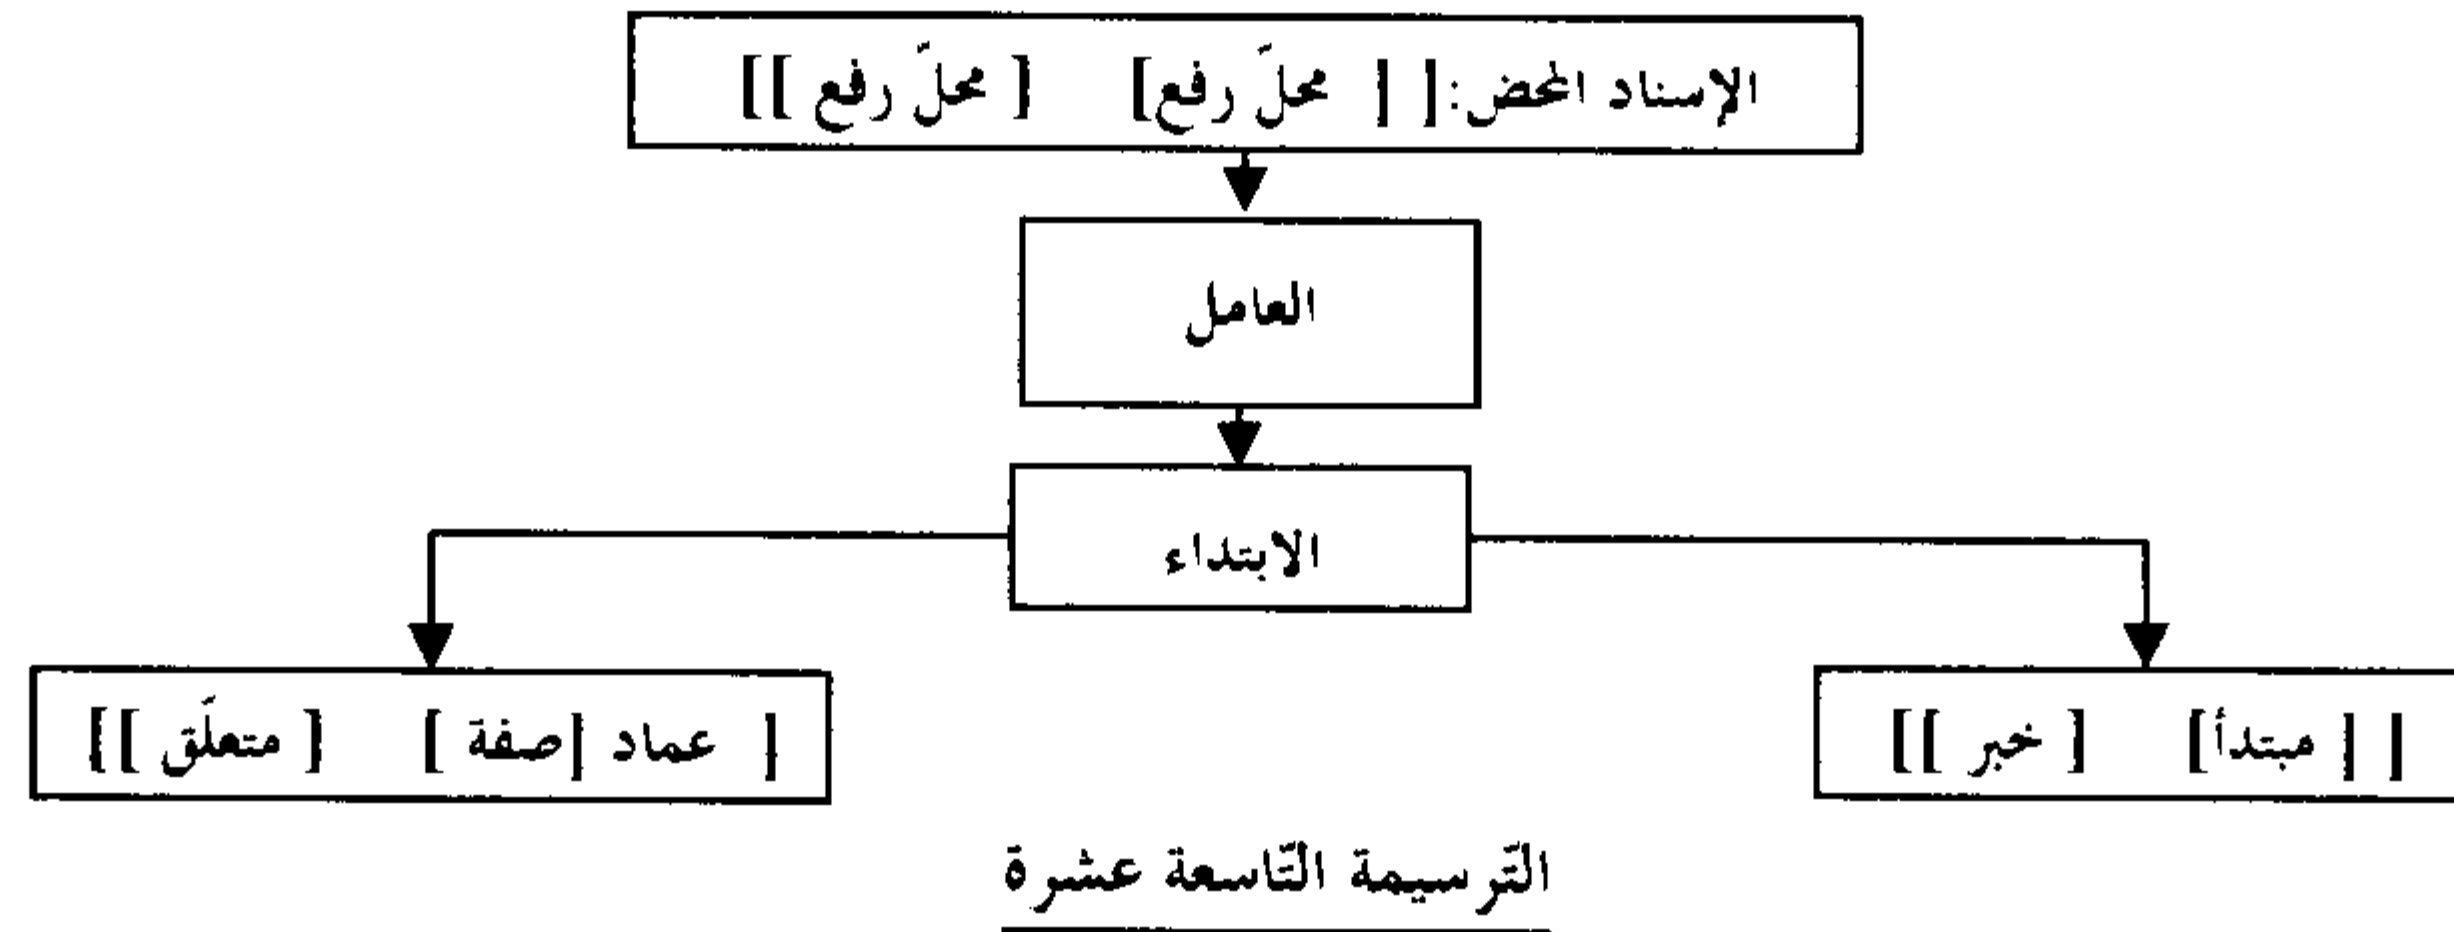 الإسناد المحض: [ [ محلّ رفع] [ محلّ رفع ] ]
العامل
الابتداء
[ [ مبتدأ] [ خبر ] ]
[ عماد [صفة ] [ متعلّق ] ]
التّرسيمة التّاسعة عشرة